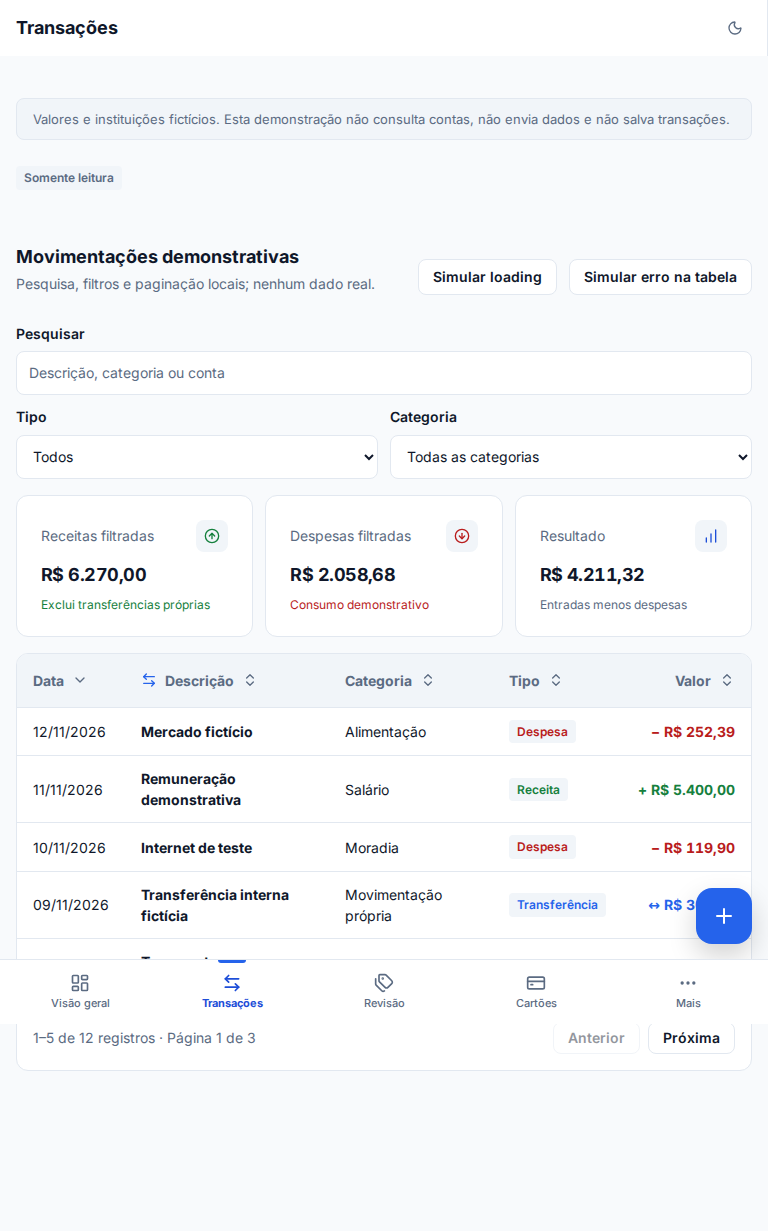 Transações
Valores e instituições fictícios. Esta demonstração não consulta contas, não envia dados e não salva transações.
Somente leitura
Movimentações demonstrativas
Pesquisa, filtros e paginação locais; nenhum dado real.
Simular loading
Simular erro na tabela
Pesquisar
Descrição, categoria ou conta
Tipo
Categoria
Todos
Todas as categorias
Receitas filtradas
R$ 6.270,00
Exclui transferências próprias
Despesas filtradas
R$ 2.058,68
Consumo demonstrativo
Resultado
R$ 4.211,32
Entradas menos despesas
Data Descrição Categoria Tipo Valor
12/11/2026 Mercado fictício Alimentação Despesa − R$ 252,39
11/11/2026 Remuneração demonstrativa Salário Receita + R$ 5.400,00
10/11/2026 Internet de teste Moradia Despesa − R$ 119,90
09/11/2026 Transferência interna fictícia Movimentação própria Transferência ↔ R$
Visão geral
Transações
Revisão
Cartões
Mais
1–5 de 12 registros · Página 1 de 3
Anterior
Próxima